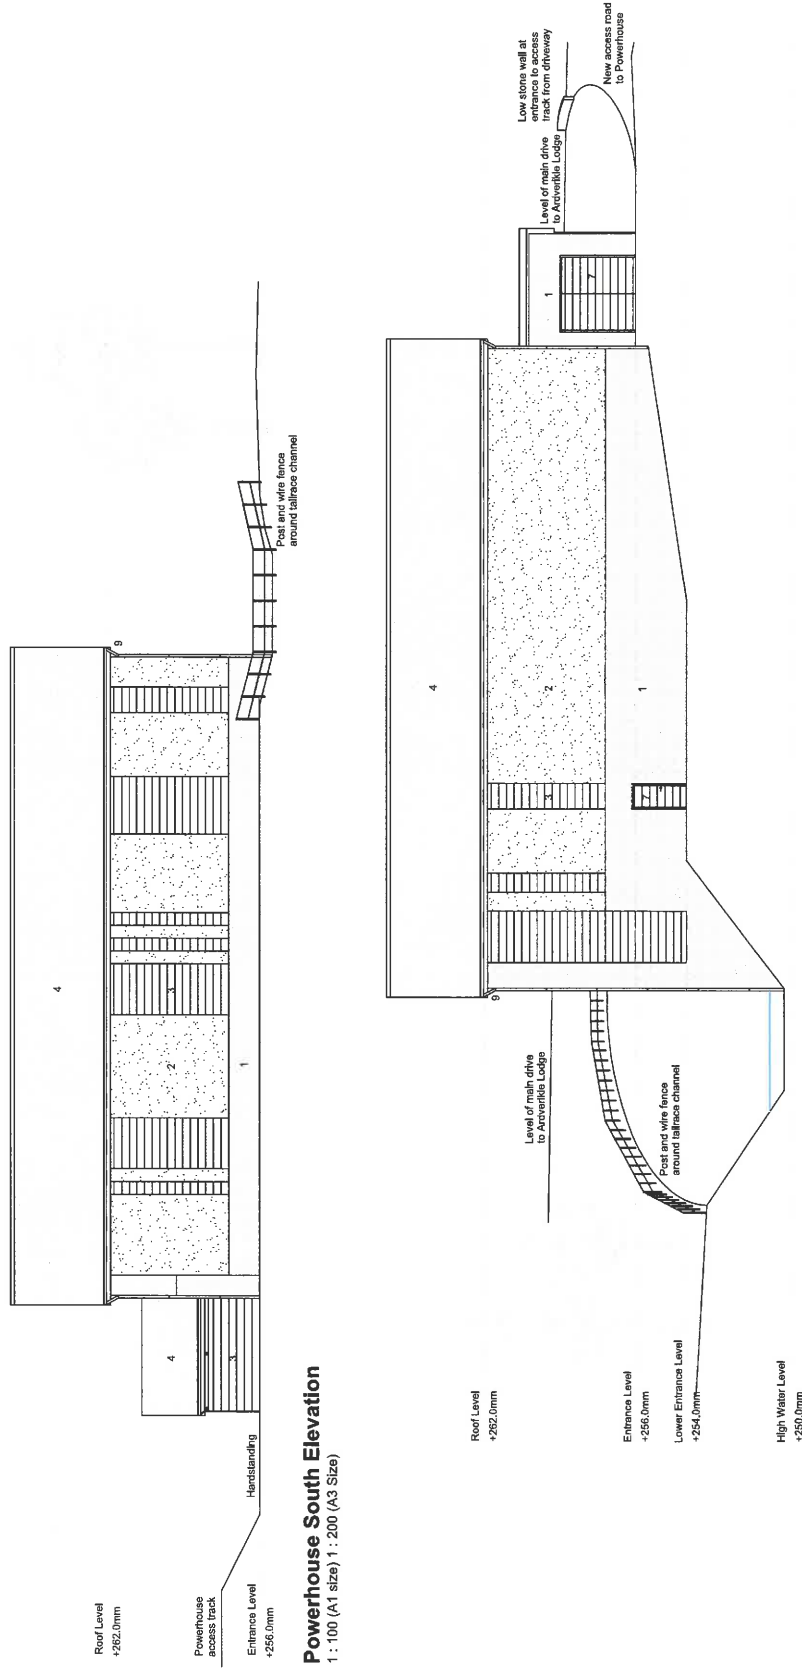 Roof Level
+262.0mm
Powerhouse
access track
Entrance Level
+256.0mm
Hardstanding
4
3
4
1
2
3
9
Post and wire fence
around tailrace channel
Powerhouse South Elevation
1 : 100 (A1 size) 1 : 200 (A3 Size)
Roof Level
+262.0mm
Entrance Level
+256.0mm
Lower Entrance Level
+254.0mm
High Water Level
+250.0mm
Level of main drive
to Ardverikie Lodge
Post and wire fence
around tailrace channel
9
4
3
2
7
1
1
7
Level of main drive
to Ardverikie Lodge
Low stone wall at
entrance to access
track from driveway
New access road
to Powerhouse